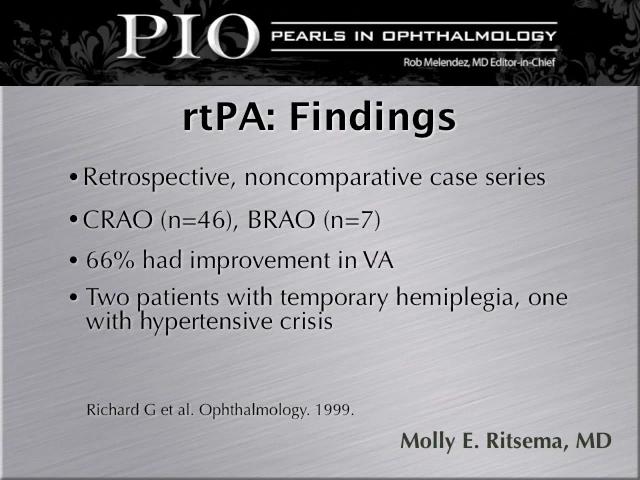 PIO PEARLS IN OPHTHALMOLOGY
Rob Melendez, MD Editor-in-Chief
rtPA: Findings
• Retrospective, noncomparative case series
• CRAO (n=46), BRAO (n=7)
• 66% had improvement in VA
• Two patients with temporary hemiplegia, one
with hypertensive crisis
Richard G et al. Ophthalmology. 1999.
Molly E. Ritsema, MD